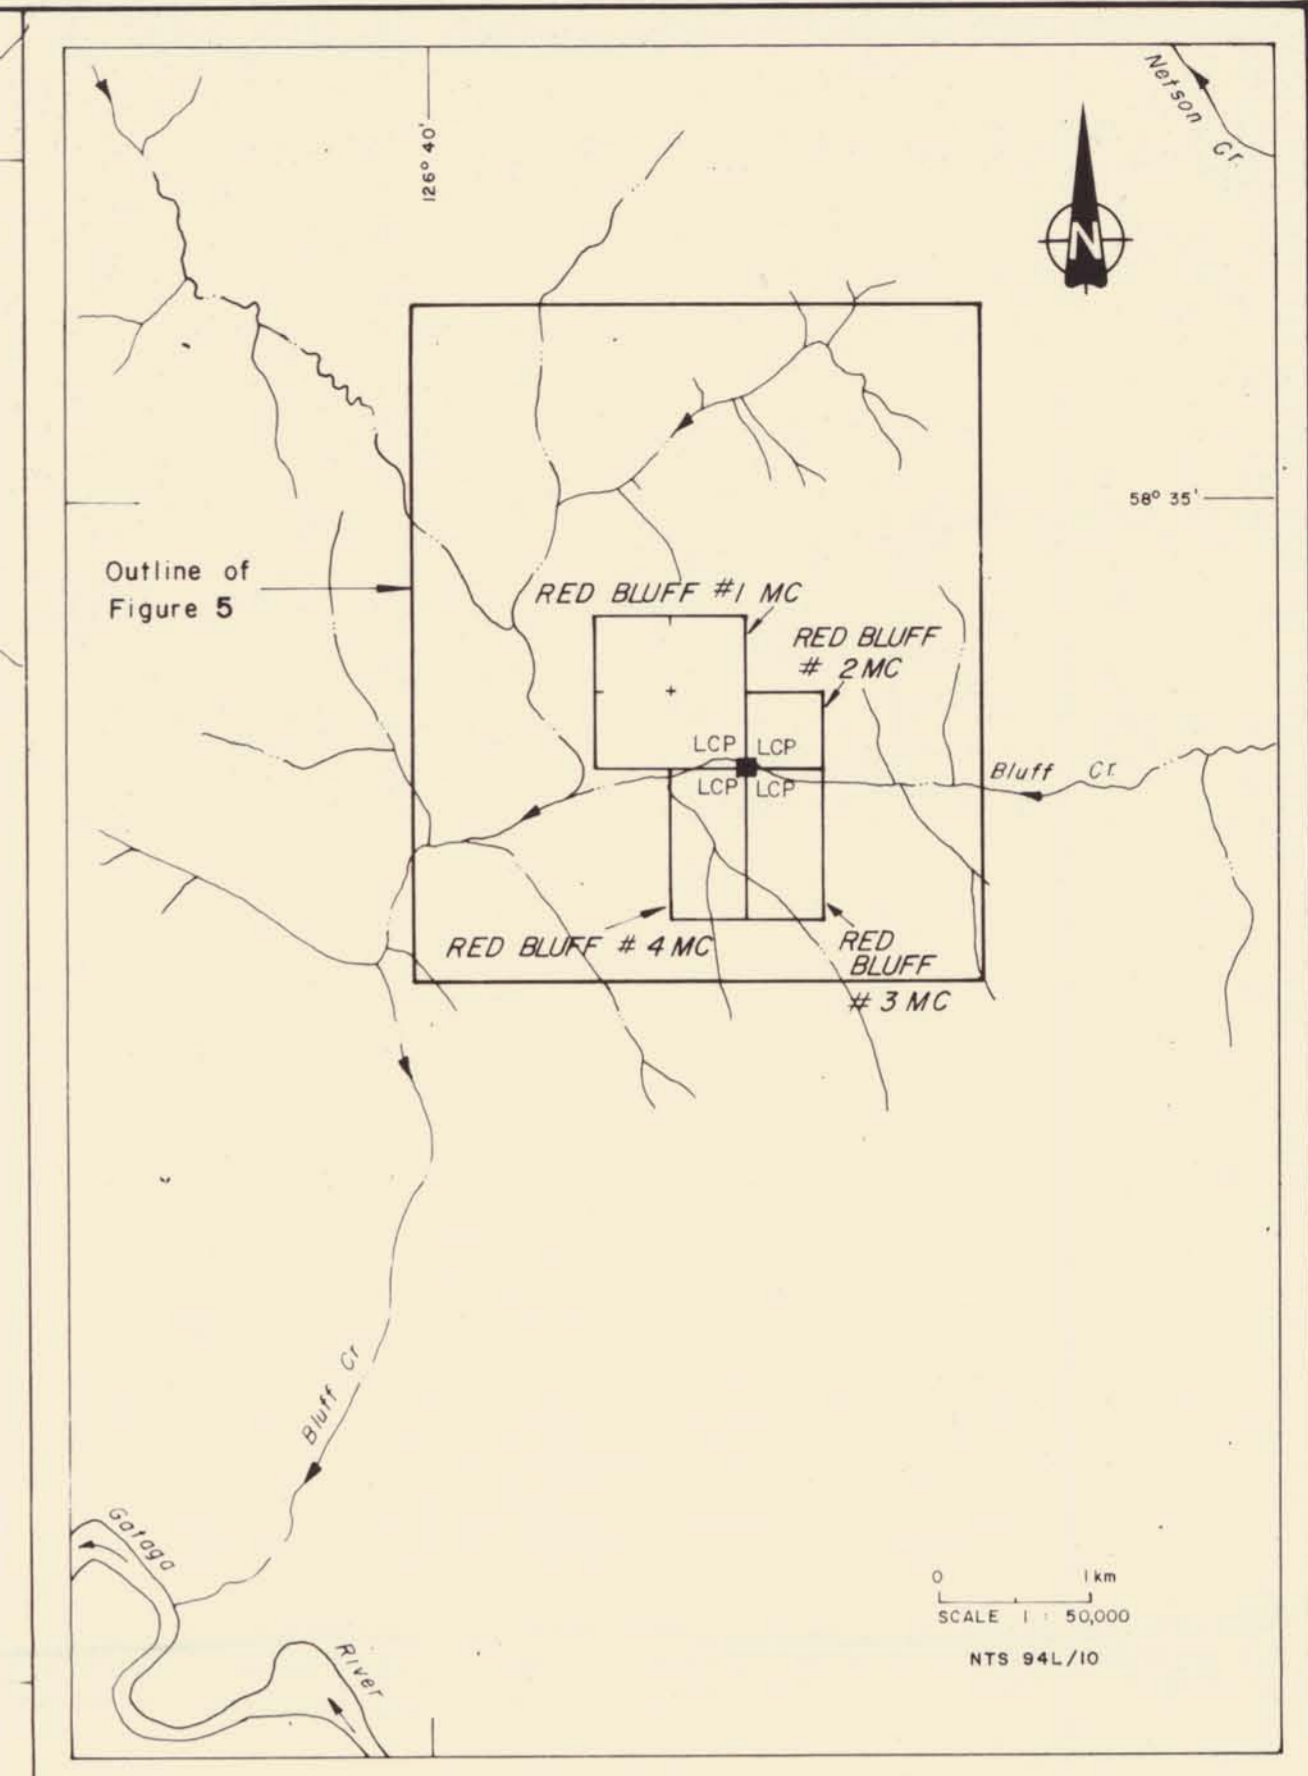 Netson Cr.
126° 40'
N
58° 35'
Outline of
Figure 5
RED BLUFF #1 MC
RED BLUFF
# 2 MC
LCP LCP
LCP LCP
Bluff Cr.
RED BLUFF # 4 MC
RED
BLUFF
# 3 MC
Bluff Cr
Gataga
River
0 1 km
SCALE 1 : 50,000
NTS 94L/10